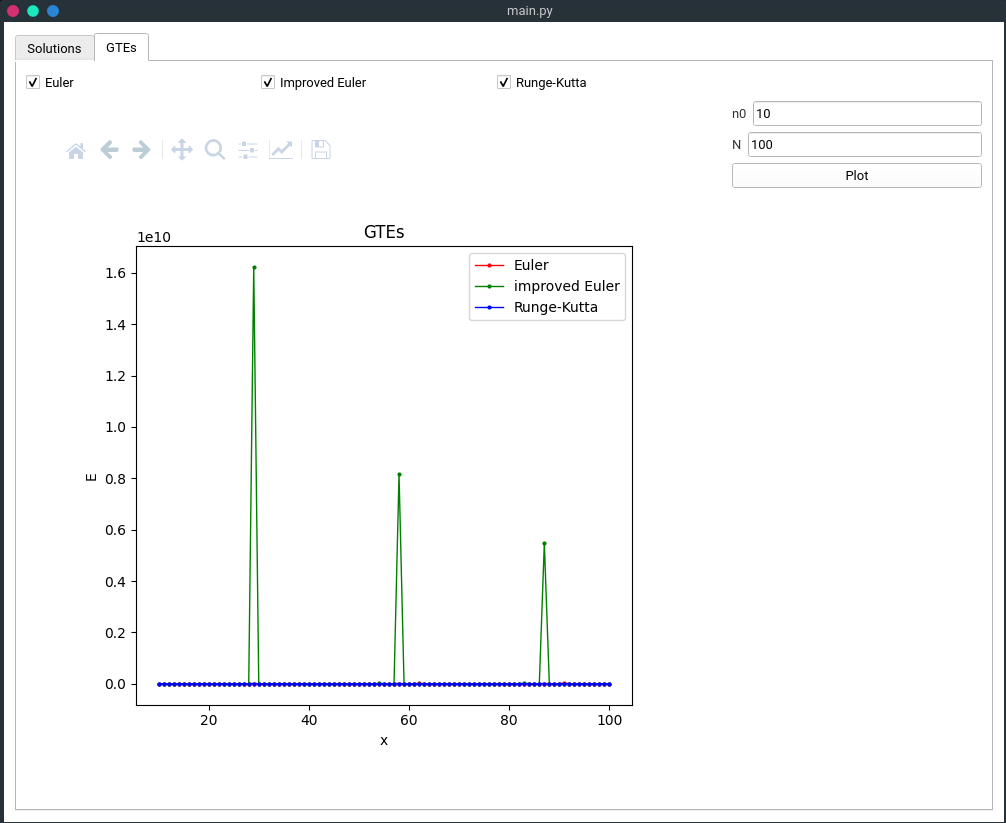 main.py
Solutions
GTEs
Euler
Improved Euler
Runge-Kutta
n0 10
N 100
Plot
GTEs
1e10
Euler
improved Euler
Runge-Kutta
1.6
1.4
1.2
1.0
0.8
0.6
0.4
0.2
0.0
E
20 40 60 80 100
x